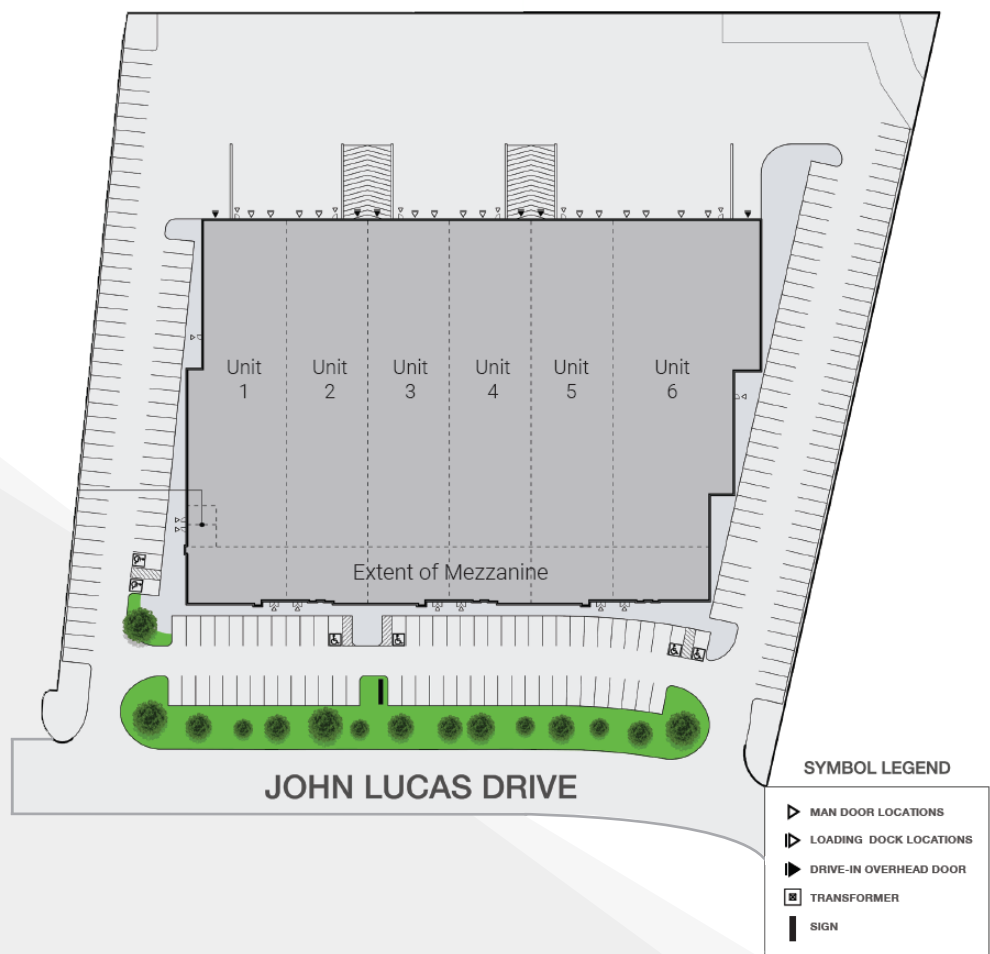 Unit
1
Unit
2
Unit
3
Unit
4
Unit
5
Unit
6
Extent of Mezzanine
JOHN LUCAS DRIVE
SYMBOL LEGEND
MAN DOOR LOCATIONS
LOADING DOCK LOCATIONS
DRIVE-IN OVERHEAD DOOR
TRANSFORMER
SIGN